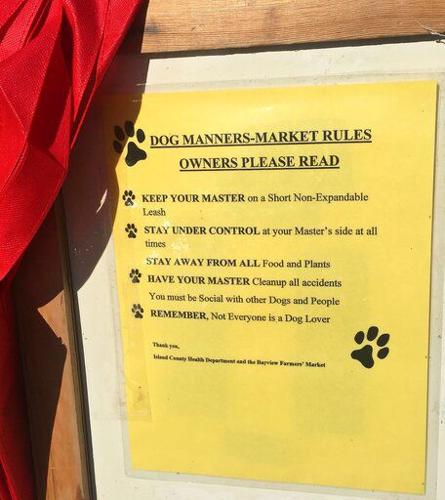 DOG MANNERS-MARKET RULES
OWNERS PLEASE READ
KEEP YOUR MASTER on a Short Non-Expandable
Leash
STAY UNDER CONTROL at your Master's side at all
times
STAY AWAY FROM ALL Food and Plants
HAVE YOUR MASTER Cleanup all accidents
You must be Social with other Dogs and People
REMEMBER, Not Everyone is a Dog Lover
Thank you,
Island County Health Department and the Bayview Farmers' Market